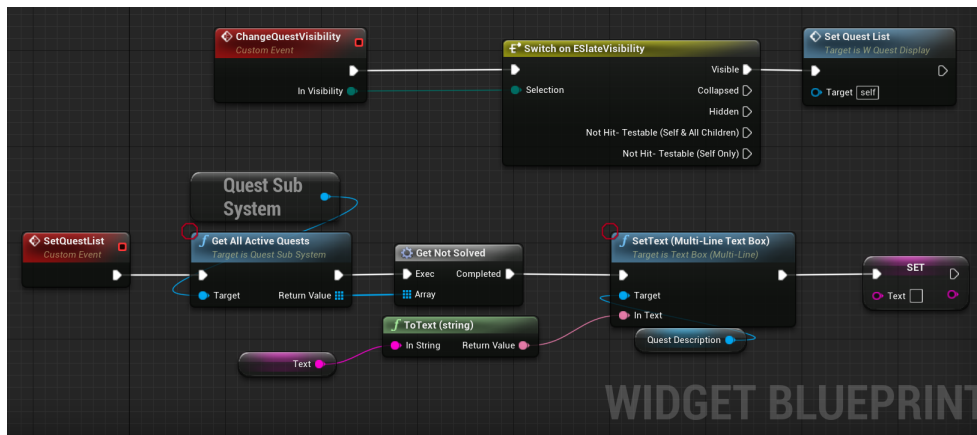 ChangeQuestVisibility
Custom Event
In Visibility
Switch on ESlateVisibility
Visible
Selection
Collapsed
Hidden
Not Hit- Testable (Self & All Children)
Not Hit- Testable (Self Only)
Set Quest List
Target is W Quest Display
Target self
Quest Sub
System
SetQuestList
Custom Event
f Get All Active Quests
Target is Quest Sub System
Target
Return Value
Get Not Solved
Exec
Completed
Array
f ToText (string)
In String
Return Value
Text
f SetText (Multi-Line Text Box)
Target is Text Box (Multi-Line)
Target
In Text
Quest Description
SET
Text
WIDGET BLUEPRINT